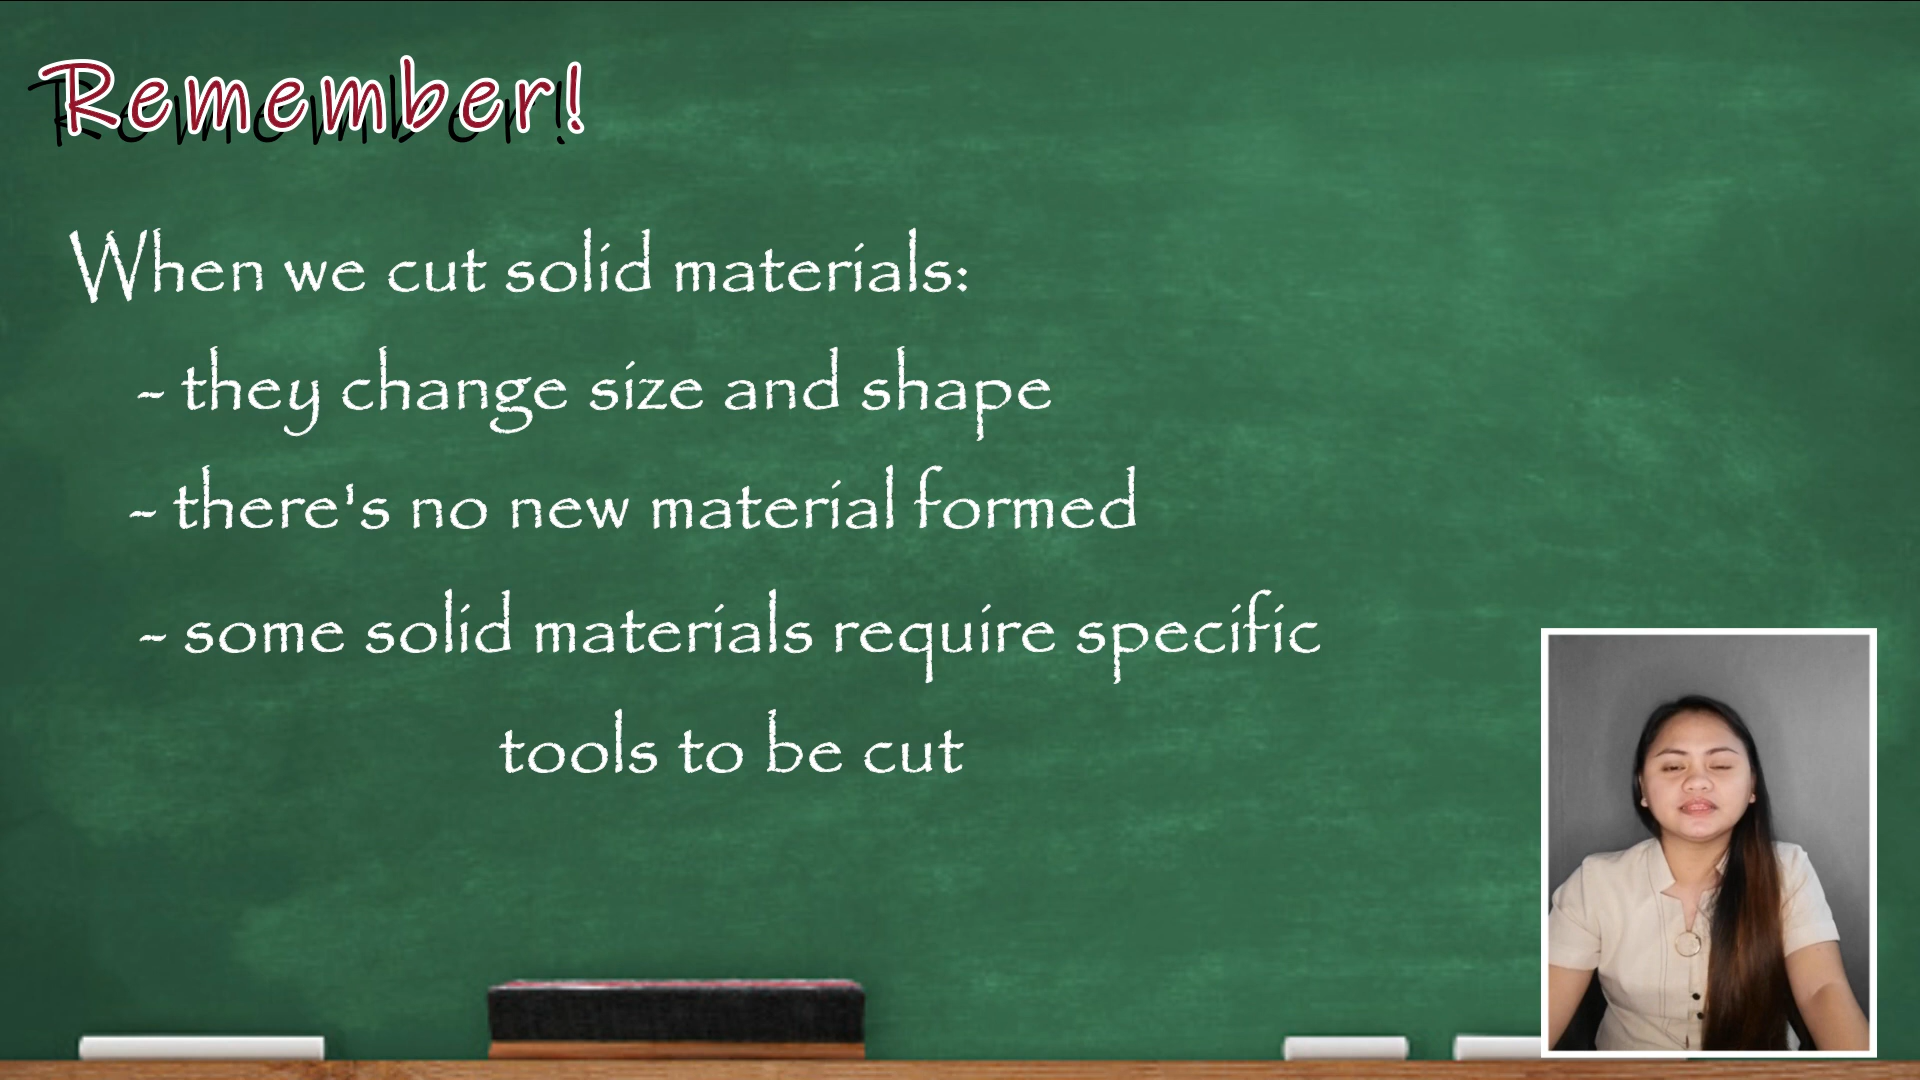 Remember!
When we cut solid materials:
- they change size and shape
- there's no new material formed
- some solid materials require specific
tools to be cut